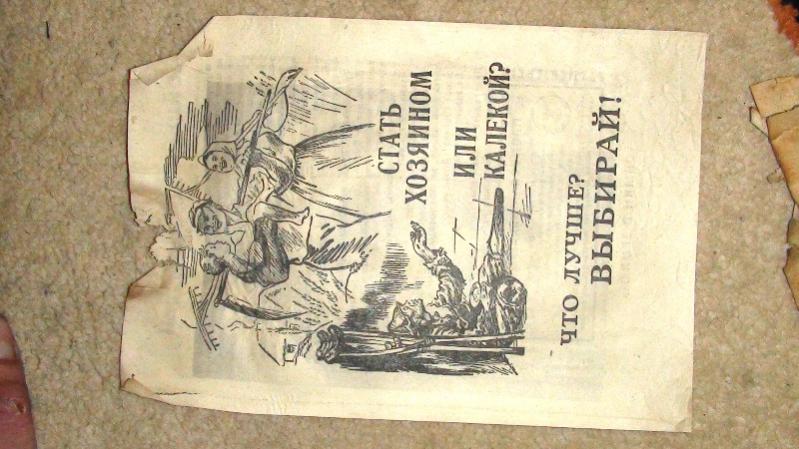 СТАТЬ
ХОЗЯИНОМ
ИЛИ
КАЛЕКОЙ?
ЧТО ЛУЧШЕ?
ВЫБИРАЙ!